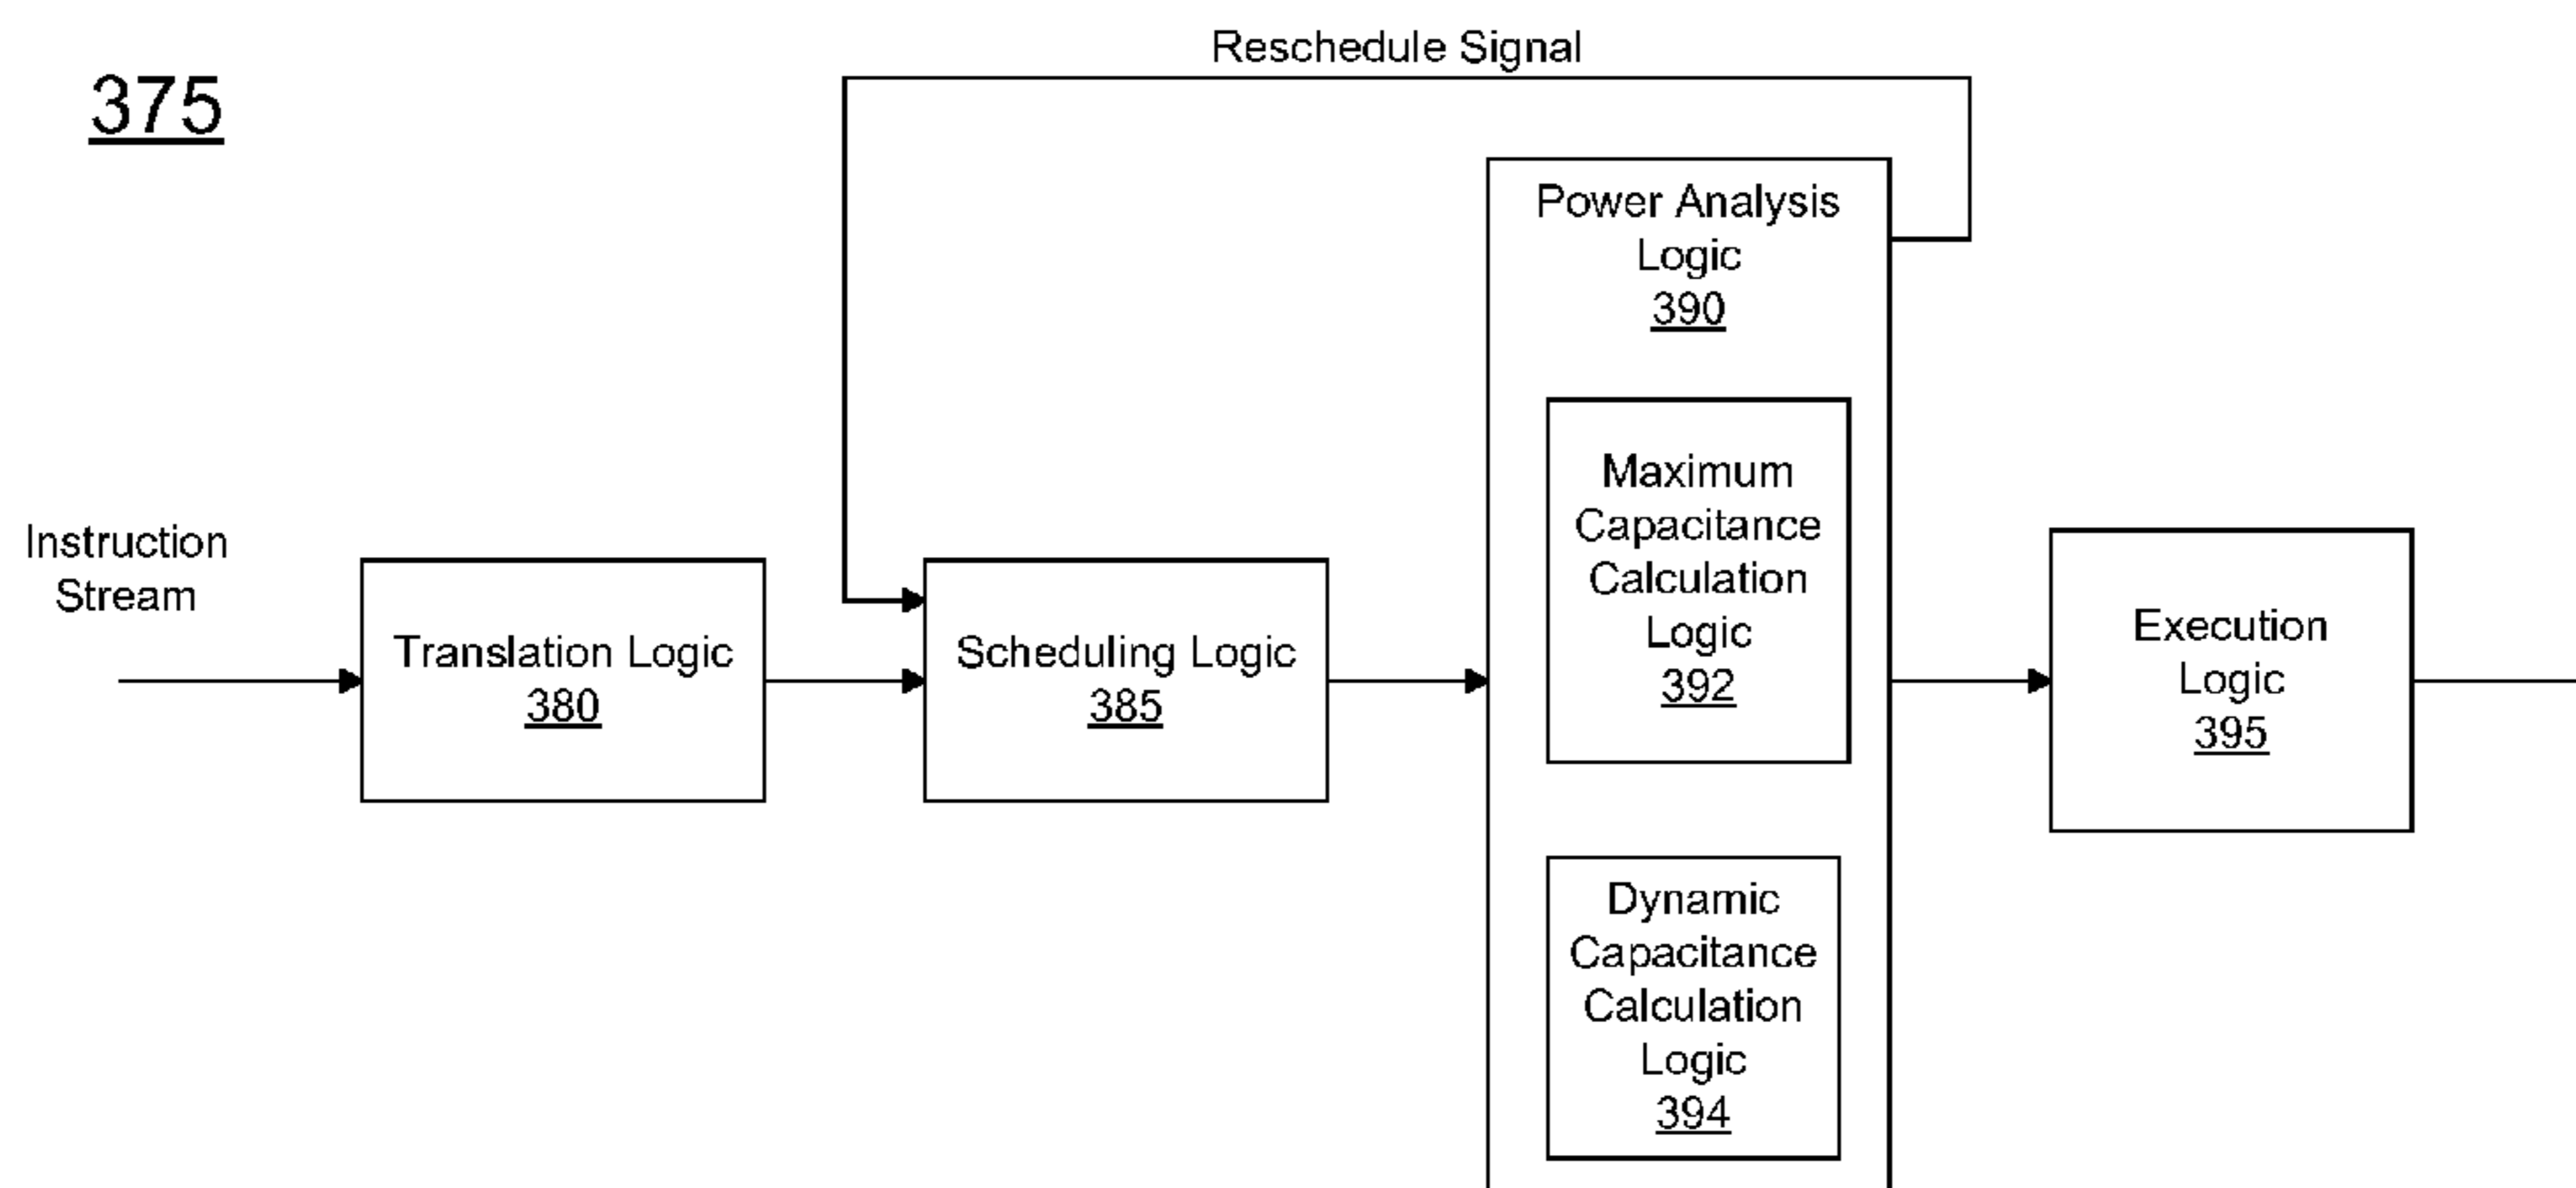 Reschedule Signal
375
Power Analysis
Logic
390
Maximum
Capacitance
Calculation
Logic
392
Instruction
Stream
Translation Logic
380
Scheduling Logic
385
Execution
Logic
395
Dynamic
Capacitance
Calculation
Logic
394